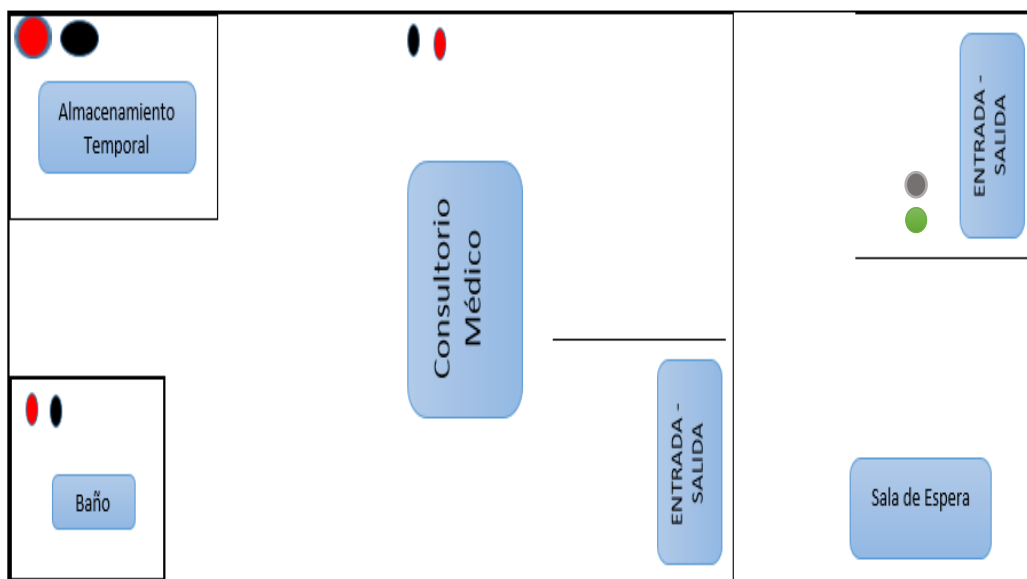 Almacenamiento
Temporal
Consultorio
Médico
ENTRADA -
SALIDA
Baño
ENTRADA -
SALIDA
Sala de Espera